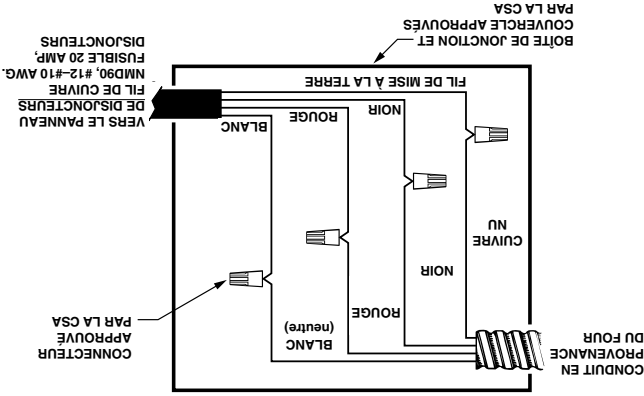 CONDUIT EN
PROVENANCE
DU FOUR
BLANC
(neutre)
ROUGE
NOIR
CUIVRE
NU
CONNECTEUR
APPROUVÉ
PAR LA CSA
BLANC
ROUGE
NOIR
FIL DE MISE À LA TERRE
VERS LE PANNEAU
DE DISJONCTEURS
FIL DE CUIVRE
NMD90, #12–#10 AWG.
FUSIBLE 20 AMP,
DISJONCTEURS
BOÎTE DE JONCTION ET
COUVERCLE APPROUVÉS
PAR LA CSA